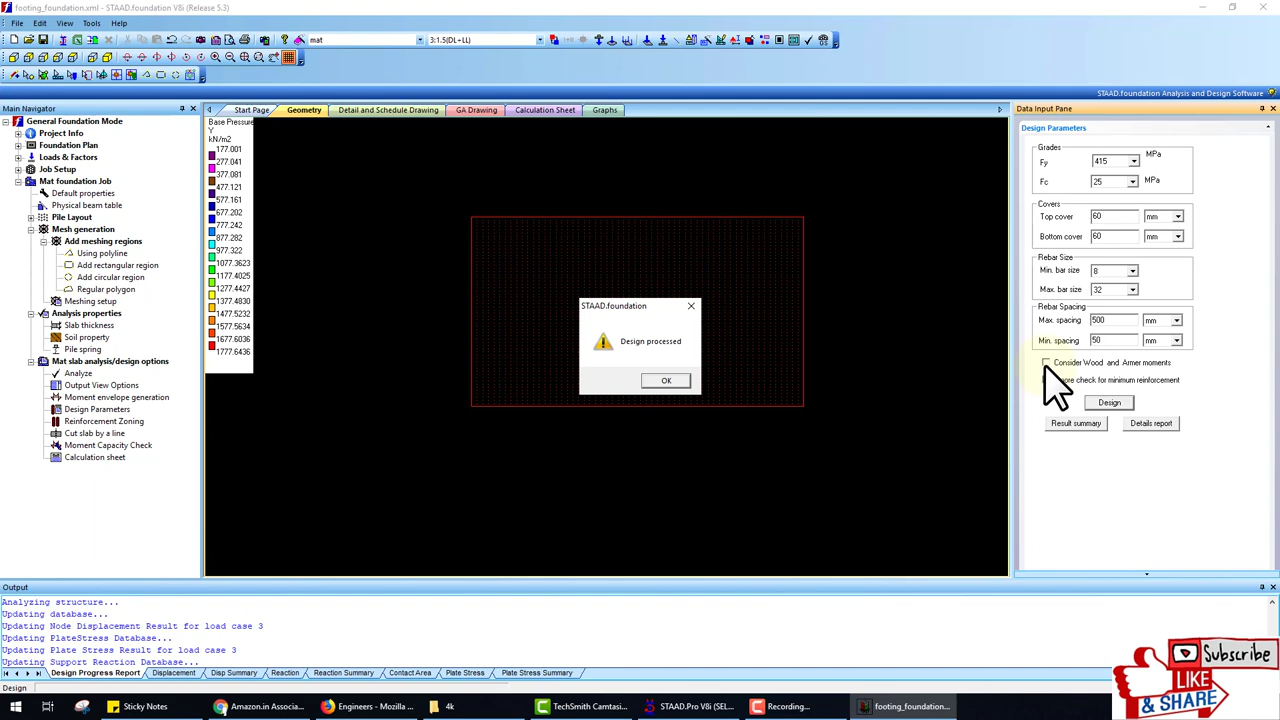 footing_foundation.xml - STAAD.foundation V8i (Release 5.3)
File Edit View Tools Help
mat 3:1.5(DL+LL)
STAAD.foundation Analysis and Design Software
Main Navigator
General Foundation Mode
Project Info
Foundation Plan
Loads & Factors
Job Setup
Mat foundation Job
Default properties
Physical beam table
Pile Layout
Mesh generation
Add meshing regions
Using polyline
Add rectangular region
Add circular region
Regular polygon
Meshing setup
Analysis properties
Slab thickness
Soil property
Pile spring
Mat slab analysis/design options
Analyze
Output View Options
Moment envelope generation
Design Parameters
Reinforcement Zoning
Cut slab by a line
Moment Capacity Check
Calculation sheet
Start Page Geometry Detail and Schedule Drawing GA Drawing Calculation Sheet Graphs
Base Pressure
Y
kN/m2
177.001
277.041
377.081
477.121
577.161
677.202
777.242
877.282
977.322
1077.3623
1177.4025
1277.4427
1377.4830
1477.5232
1577.5634
1677.6036
1777.6436
STAAD.foundation
Design processed
OK
Data Input Pane
Design Parameters
Grades
Fy 415 MPa
Fc 25 MPa
Covers
Top cover 60 mm
Bottom cover 60 mm
Rebar Size
Min. bar size 8
Max. bar size 32
Rebar Spacing
Max. spacing 500 mm
Min. spacing 50 mm
Consider Wood and Armer moments
check for minimum reinforcement
Design
Result summary Details report
Output
Analyzing structure...
Updating database...
Updating Node Displacement Result for load case 3
Updating PlateStress Database...
Updating Plate Stress Result for load case 3
Updating Support Reaction Database...
Design Progress Report Displacement Disp Summary Reaction Reaction Summary Contact Area Plate Stress Plate Stress Summary
Design
Subscribe
LIKE
& SHARE
Sticky Notes Amazon.in Associa... Engineers - Mozilla ... 4k TechSmith Camtasi... STAAD.Pro V8i (SEL... Recording... footing_foundation...